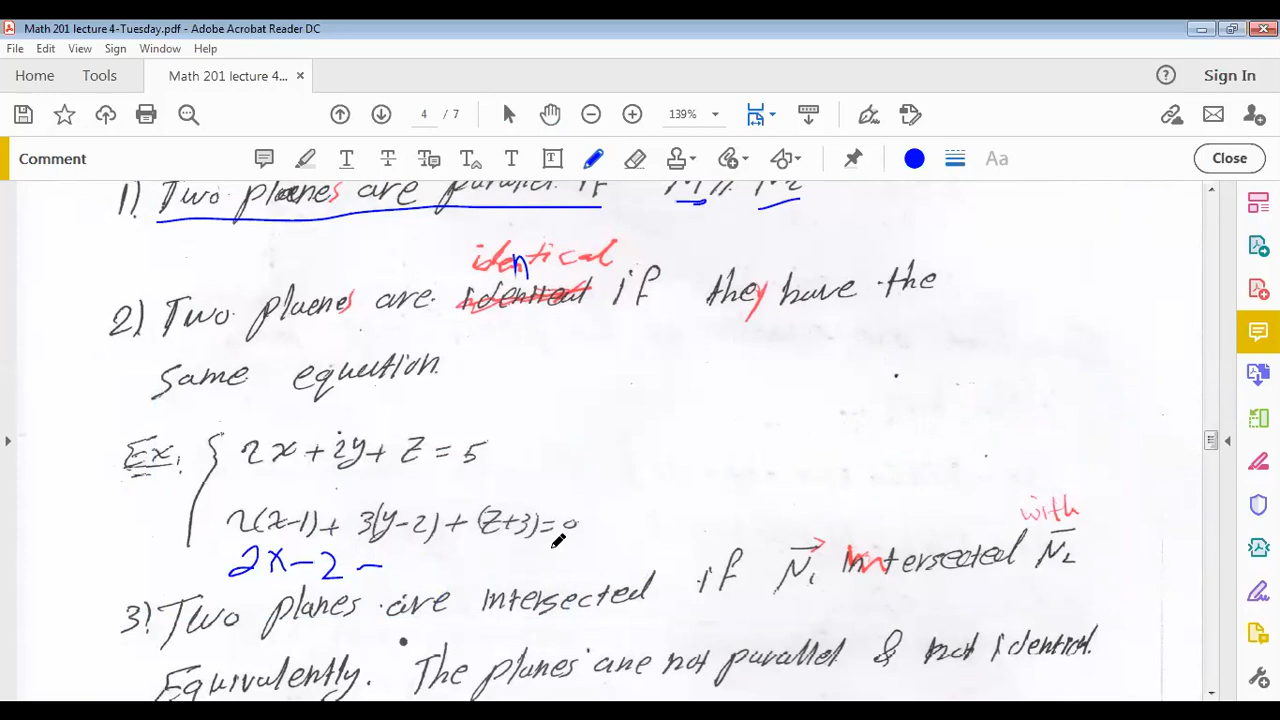 Math 201 lecture 4-Tuesday.pdf - Adobe Acrobat Reader DC
File Edit View Sign Window Help
Home Tools Math 201 lecture 4... × Sign In
4 / 7 139%
Comment Close
1) Two planes are parallel if N1 // N2
identical
2) Two planes are if they have the
same equation.
Ex: 2x + 2y + z = 5
2(x-1) + 3(y-2) + (z+3) = 0
2x - 2 -
with
3) Two planes are intersected if N1 intersected N2
Equivalently. The planes are not parallel & not identical.